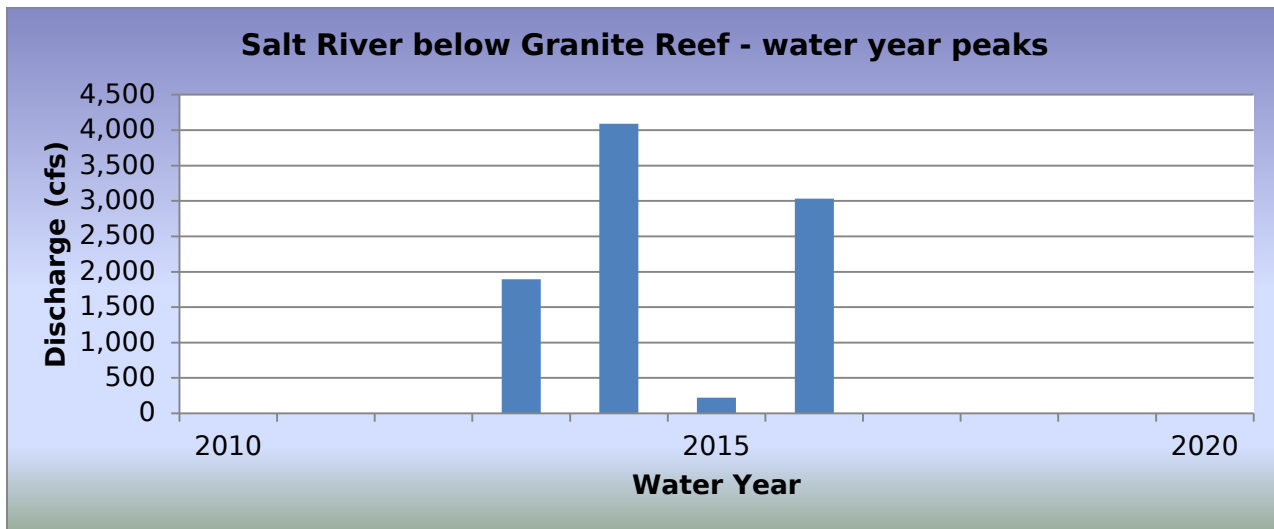 Salt River below Granite Reef - water year peaks
4,500
4,000
3,500
3,000
2,500
2,000
1,500
1,000
500
0
Discharge (cfs)
2010 2015 2020
Water Year